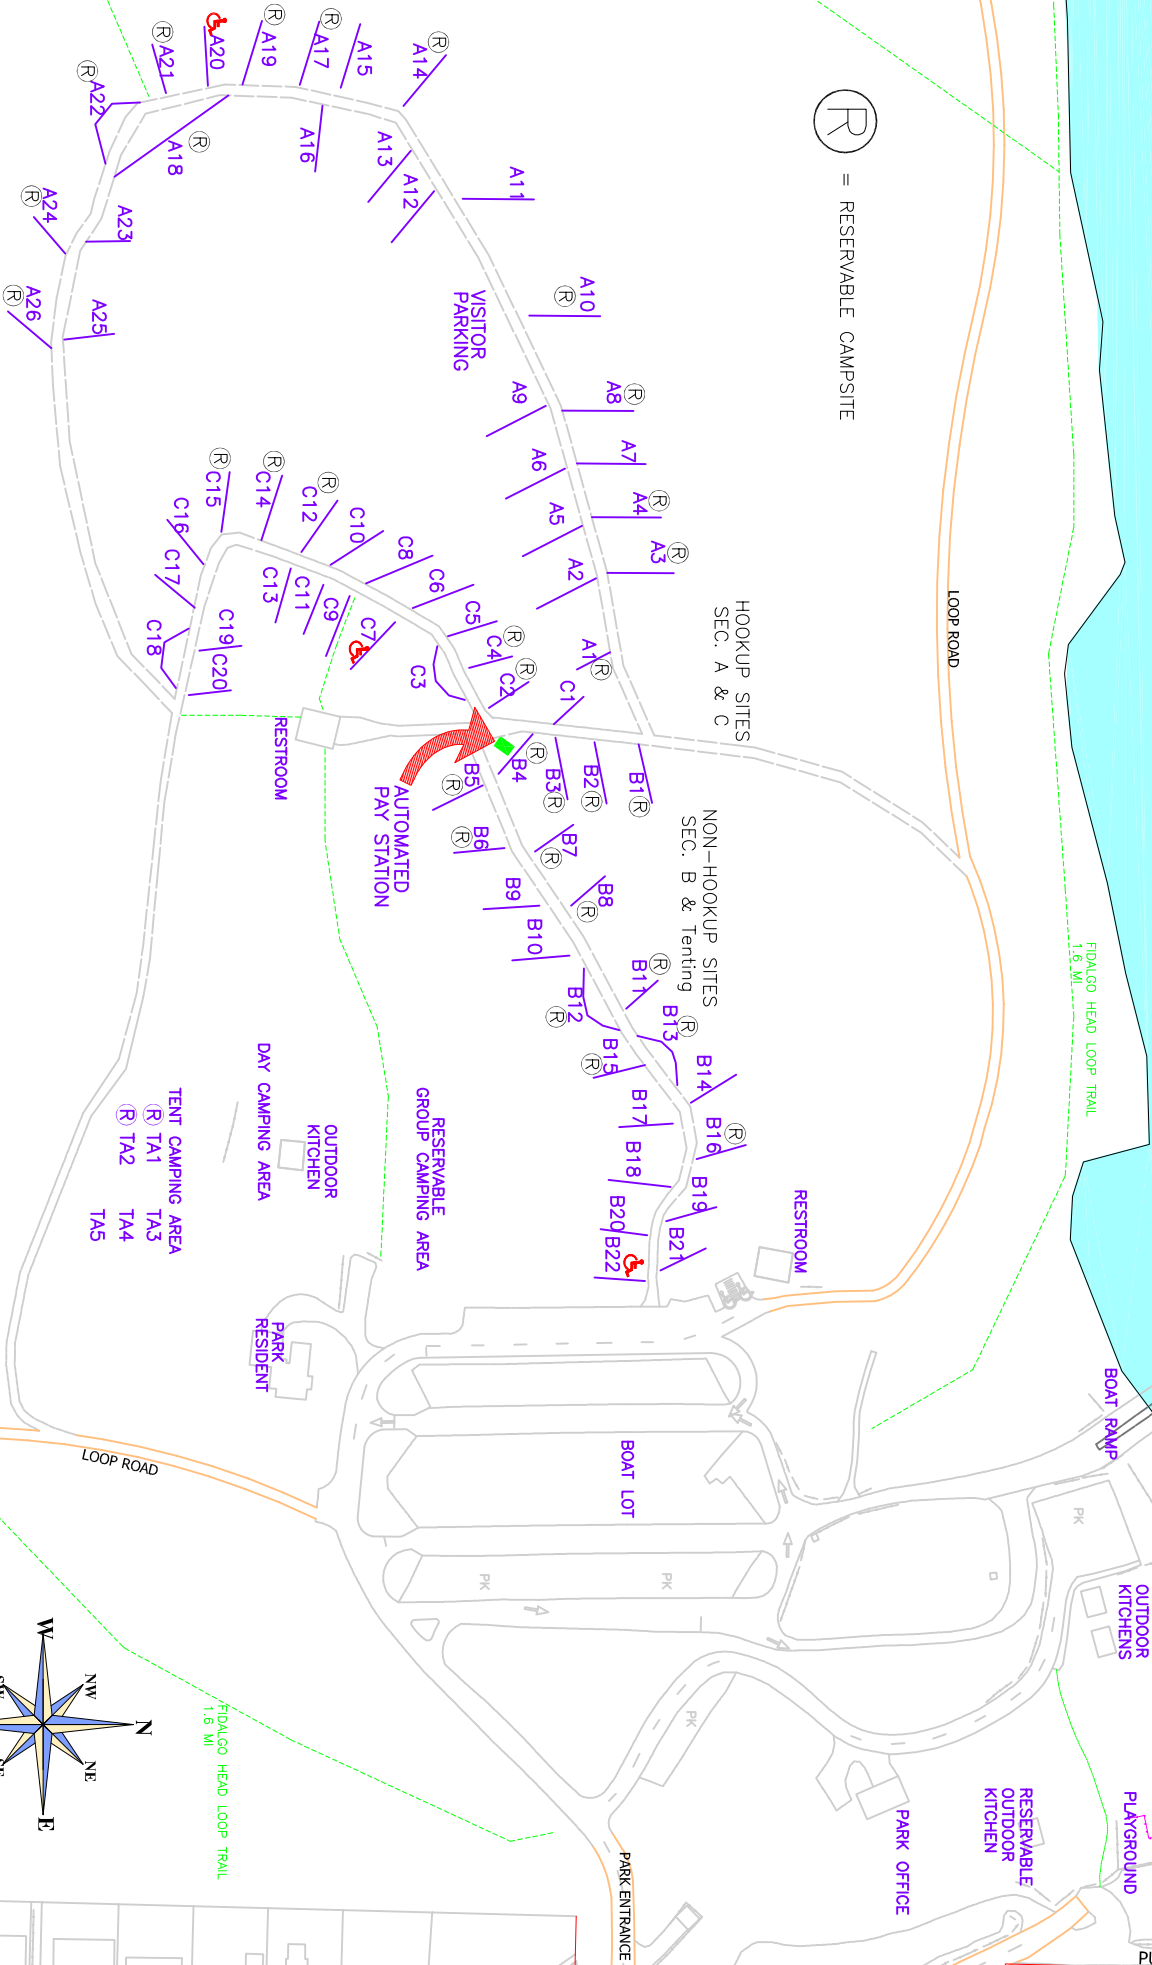 R = RESERVABLE CAMPSITE
HOOKUP SITES
SEC. A & C
NON-HOOKUP SITES
SEC. B & Tenting
LOOP ROAD
FIDALGO HEAD LOOP TRAIL
1.6 MI
VISITOR
PARKING
A14
A15
R
A17
R
A19
A20
R
A21
R
A22
A18
R
A16
A13
A12
A11
A10
R
R
A24
A23
R
A26
A25
A9
A8
R
A7
A6
A4
R
A5
A3
R
A2
A1
R
R
C15
R
C14
R
C12
C10
C8
C6
C5
C4
R
C2
R
C1
C16
C17
C13
C11
C9
C7
C3
C18
C19
C20
R
RESTROOM
AUTOMATED
PAY STATION
B4
R
B3
R
B2
R
B1
R
B5
R
B6
R
B7
R
B8
R
B9
B10
B11
R
B12
R
B13
R
B14
B15
R
B16
R
B17
B18
B19
B20
B21
B22
RESTROOM
RESERVABLE
GROUP CAMPING AREA
OUTDOOR
KITCHEN
DAY CAMPING AREA
TENT CAMPING AREA
R TA1 TA3
R TA2 TA4
TA5
PARK
RESIDENT
LOOP ROAD
BOAT LOT
BOAT RAMP
PK
PK
PK
PK
OUTDOOR
KITCHENS
PARK OFFICE
RESERVABLE
OUTDOOR
KITCHEN
PLAYGROUND
PARK ENTRANCE
FIDALGO HEAD LOOP TRAIL
1.6 MI
W
NW
N
NE
E